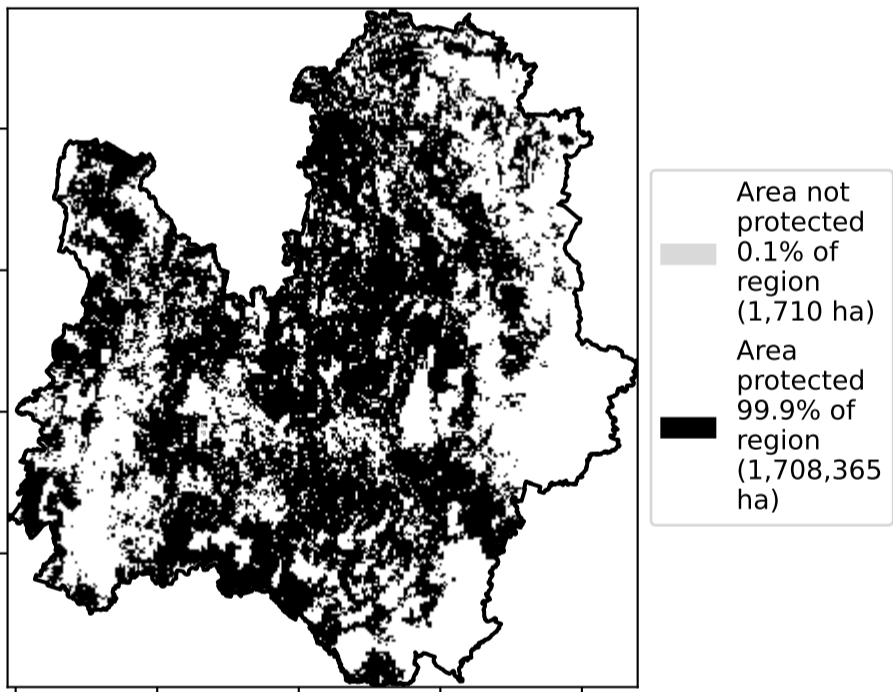 Area not
protected
0.1% of
region
(1,710 ha)
Area
protected
99.9% of
region
(1,708,365
ha)